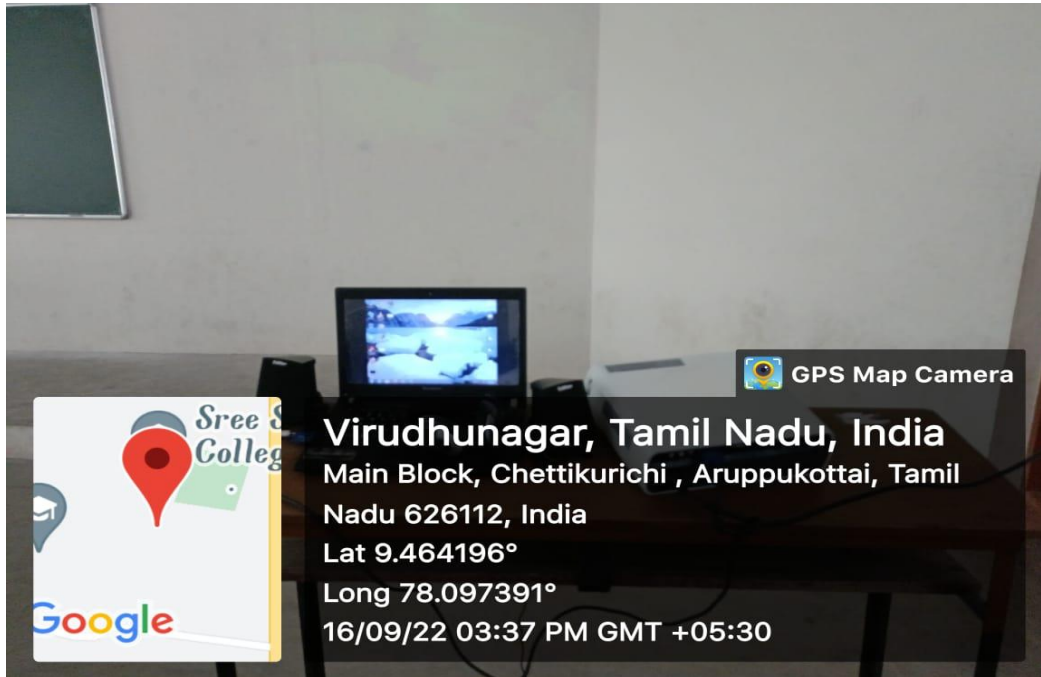 GPS Map Camera
Sree S
Colleg
Google
Virudhunagar, Tamil Nadu, India
Main Block, Chettikurichi , Aruppukottai, Tamil
Nadu 626112, India
Lat 9.464196°
Long 78.097391°
16/09/22 03:37 PM GMT +05:30